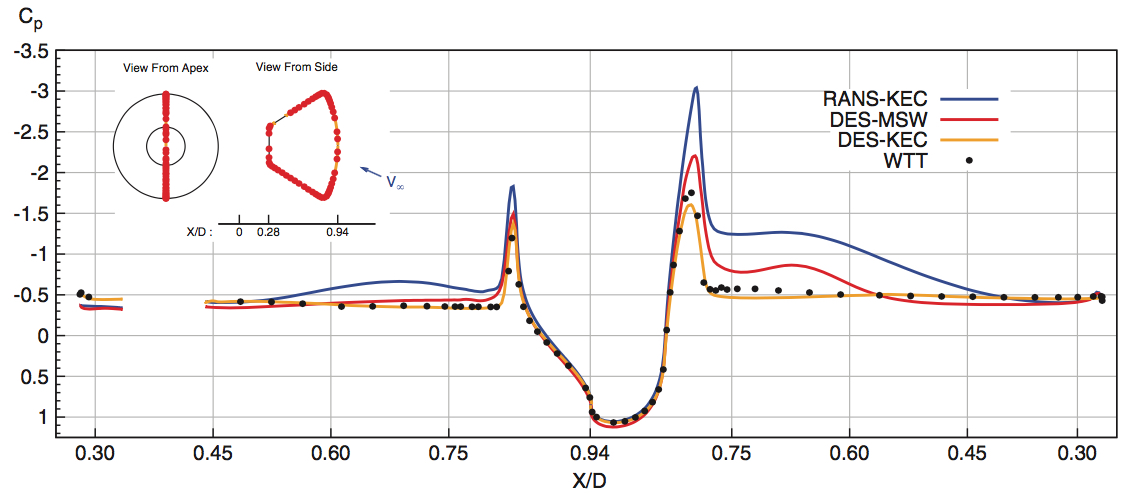 Cp
-3.5
-3
-2.5
-2
-1.5
-1
-0.5
0
0.5
1
View From Apex
View From Side
V∞
X/D : 0 0.28 0.94
RANS-KEC
DES-MSW
DES-KEC
WTT
0.30 0.45 0.60 0.75 0.94 0.75 0.60 0.45 0.30
X/D